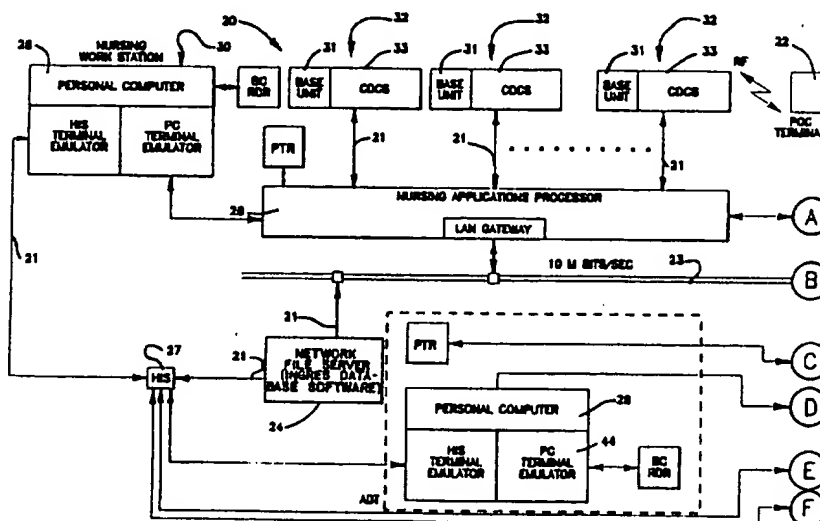 20
32
32
32
28
NURSING
WORK STATION
30
31
33
31
33
31
33
RF
22
PERSONAL COMPUTER
BC
RDR
BASE
UNIT
CDCS
BASE
UNIT
CDCS
BASE
UNIT
CDCS
POC
TERMINAL
HIS
TERMINAL
EMULATOR
PC
TERMINAL
EMULATOR
PTR
21
21
21
NURSING APPLICATIONS PROCESSOR
LAN GATEWAY
A
21
10 M BITS/SEC
23
B
21
27
HIS
21
NETWORK
FILE SERVER
(INGRES DATA-
BASE SOFTWARE)
24
PTR
C
PERSONAL COMPUTER
28
D
HIS
TERMINAL
EMULATOR
PC
TERMINAL
EMULATOR
44
BC
RDR
ADT
E
F